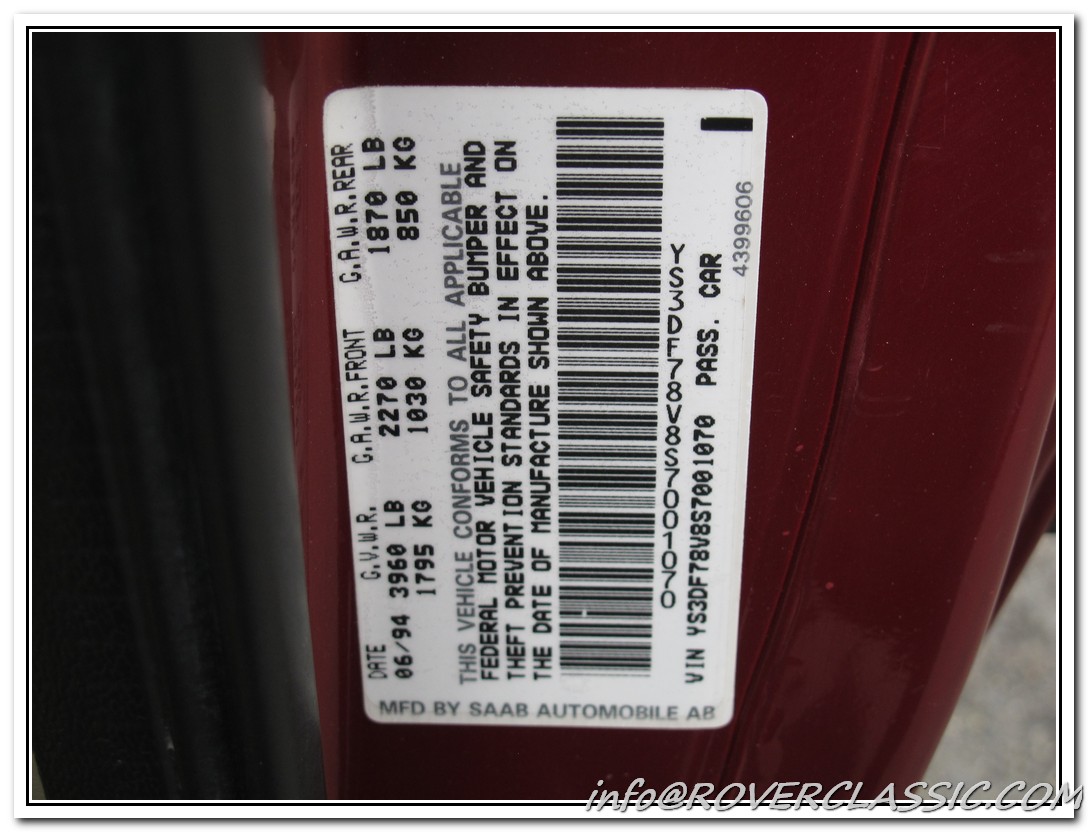 MFD BY SAAB AUTOMOBILE AB
DATE G.V.W.R. G.A.W.R.FRONT G.A.W.R.REAR
06/94 3960 LB 2270 LB 1870 LB
1795 KG 1030 KG 850 KG
THIS VEHICLE CONFORMS TO ALL APPLICABLE
FEDERAL MOTOR VEHICLE SAFETY BUMPER AND
THEFT PREVENTION STANDARDS IN EFFECT ON
THE DATE OF MANUFACTURE SHOWN ABOVE.
YS3DF78V8S7001070
VIN YS3DF78V8S7001070 PASS. CAR
4399606
info@ROVERCLASSIC.COM